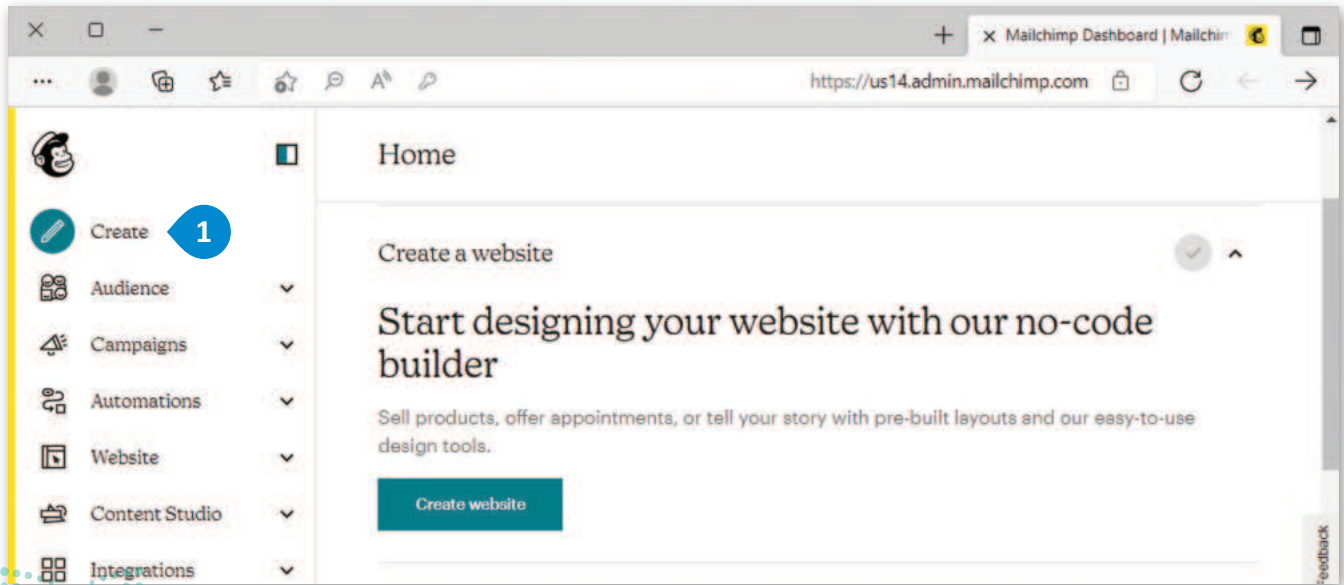 Mailchimp Dashboard | Mailchim
https://us14.admin.mailchimp.com
Home
Create
1
Audience
Campaigns
Automations
Website
Content Studio
Integrations
Create a website
Start designing your website with our no-code
builder
Sell products, offer appointments, or tell your story with pre-built layouts and our easy-to-use
design tools.
Create website
Feedback